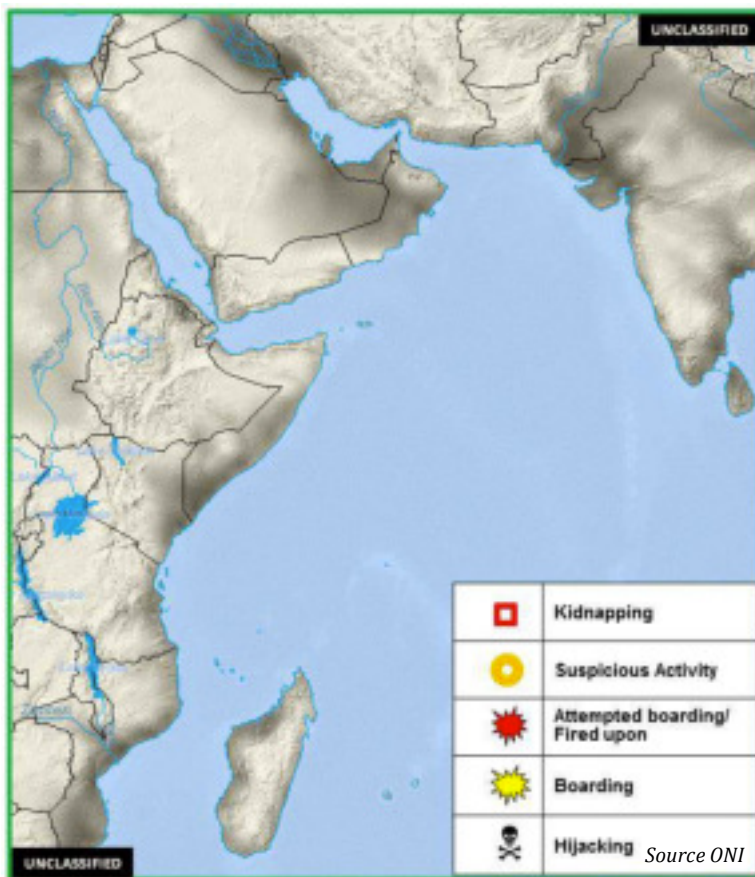 UNCLASSIFIED
Kidnapping
Suspicious Activity
Attempted boarding/
Fired upon
Boarding
Hijacking
Source ONI
UNCLASSIFIED